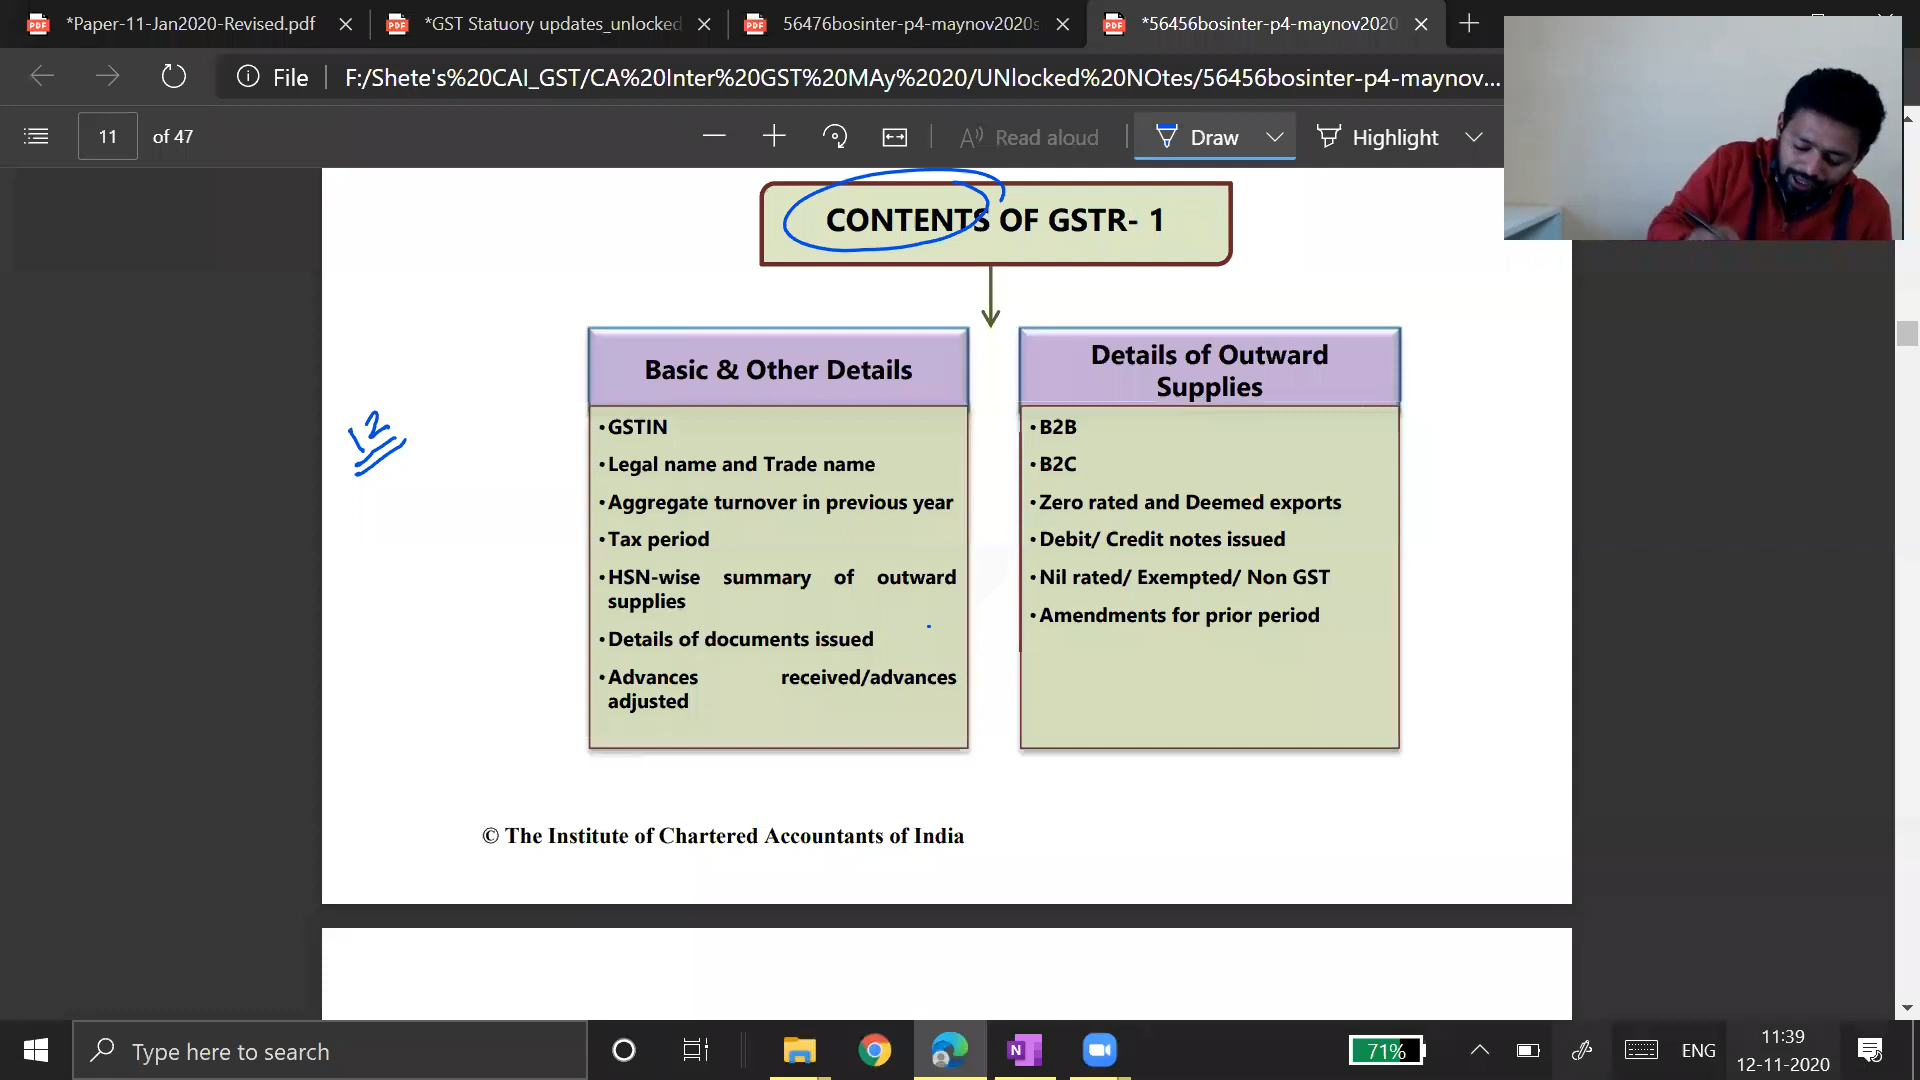 *Paper-11-Jan2020-Revised.pdf
*GST Statuory updates_unlocked
56476bosinter-p4-maynov2020s
*56456bosinter-p4-maynov2020
File
F:/Shete's%20CAI_GST/CA%20Inter%20GST%20MAy%2020/UNlocked%20NOtes/56456bosinter-p4-maynov...
11 of 47
Read aloud
Draw
Highlight
CONTENTS OF GSTR- 1
Basic & Other Details
•GSTIN
•Legal name and Trade name
•Aggregate turnover in previous year
•Tax period
•HSN-wise summary of outward
supplies
•Details of documents issued
•Advances received/advances
adjusted
Details of Outward
Supplies
•B2B
•B2C
•Zero rated and Deemed exports
•Debit/ Credit notes issued
•Nil rated/ Exempted/ Non GST
•Amendments for prior period
12
© The Institute of Chartered Accountants of India
Type here to search
71%
ENG
11:39
12-11-2020